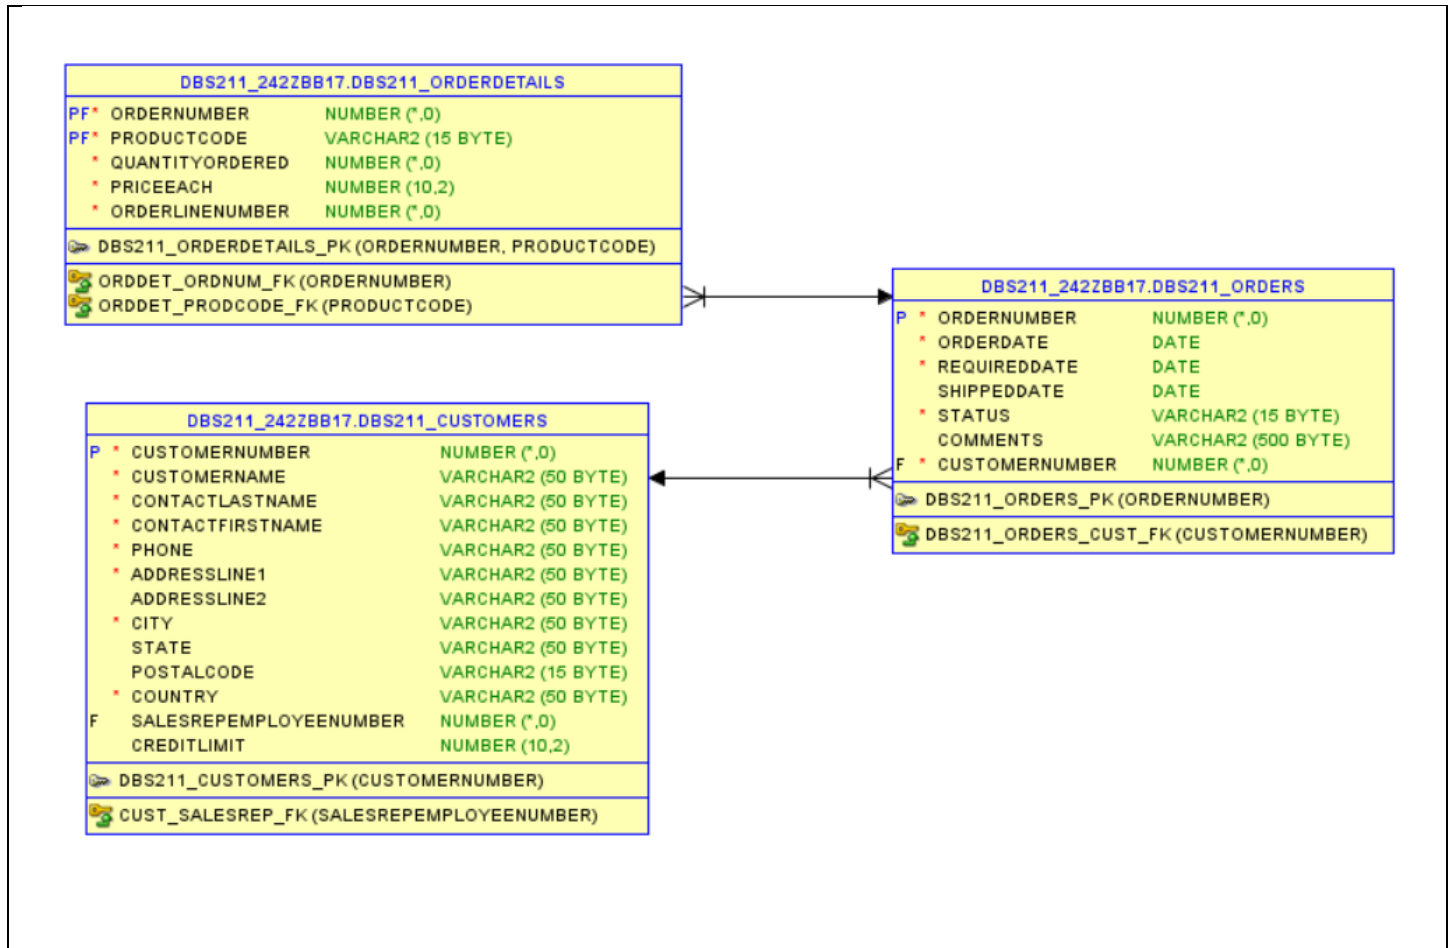 DBS211_242ZBB17.DBS211_ORDERDETAILS
PF* ORDERNUMBER NUMBER (*,0)
PF* PRODUCTCODE VARCHAR2 (15 BYTE)
* QUANTITYORDERED NUMBER (*,0)
* PRICEEACH NUMBER (10,2)
* ORDERLINENUMBER NUMBER (*,0)
DBS211_ORDERDETAILS_PK (ORDERNUMBER, PRODUCTCODE)
ORDDET_ORDNUM_FK (ORDERNUMBER)
ORDDET_PRODCODE_FK (PRODUCTCODE)
DBS211_242ZBB17.DBS211_ORDERS
P * ORDERNUMBER NUMBER (*,0)
* ORDERDATE DATE
* REQUIREDDATE DATE
SHIPPEDDATE DATE
* STATUS VARCHAR2 (15 BYTE)
COMMENTS VARCHAR2 (500 BYTE)
F * CUSTOMERNUMBER NUMBER (*,0)
DBS211_ORDERS_PK (ORDERNUMBER)
DBS211_ORDERS_CUST_FK (CUSTOMERNUMBER)
DBS211_242ZBB17.DBS211_CUSTOMERS
P * CUSTOMERNUMBER NUMBER (*,0)
* CUSTOMERNAME VARCHAR2 (50 BYTE)
* CONTACTLASTNAME VARCHAR2 (50 BYTE)
* CONTACTFIRSTNAME VARCHAR2 (50 BYTE)
* PHONE VARCHAR2 (50 BYTE)
* ADDRESSLINE1 VARCHAR2 (50 BYTE)
ADDRESSLINE2 VARCHAR2 (50 BYTE)
* CITY VARCHAR2 (50 BYTE)
STATE VARCHAR2 (50 BYTE)
POSTALCODE VARCHAR2 (15 BYTE)
* COUNTRY VARCHAR2 (50 BYTE)
F SALESREPEMPLOYEENUMBER NUMBER (*,0)
CREDITLIMIT NUMBER (10,2)
DBS211_CUSTOMERS_PK (CUSTOMERNUMBER)
CUST_SALESREP_FK (SALESREPEMPLOYEENUMBER)